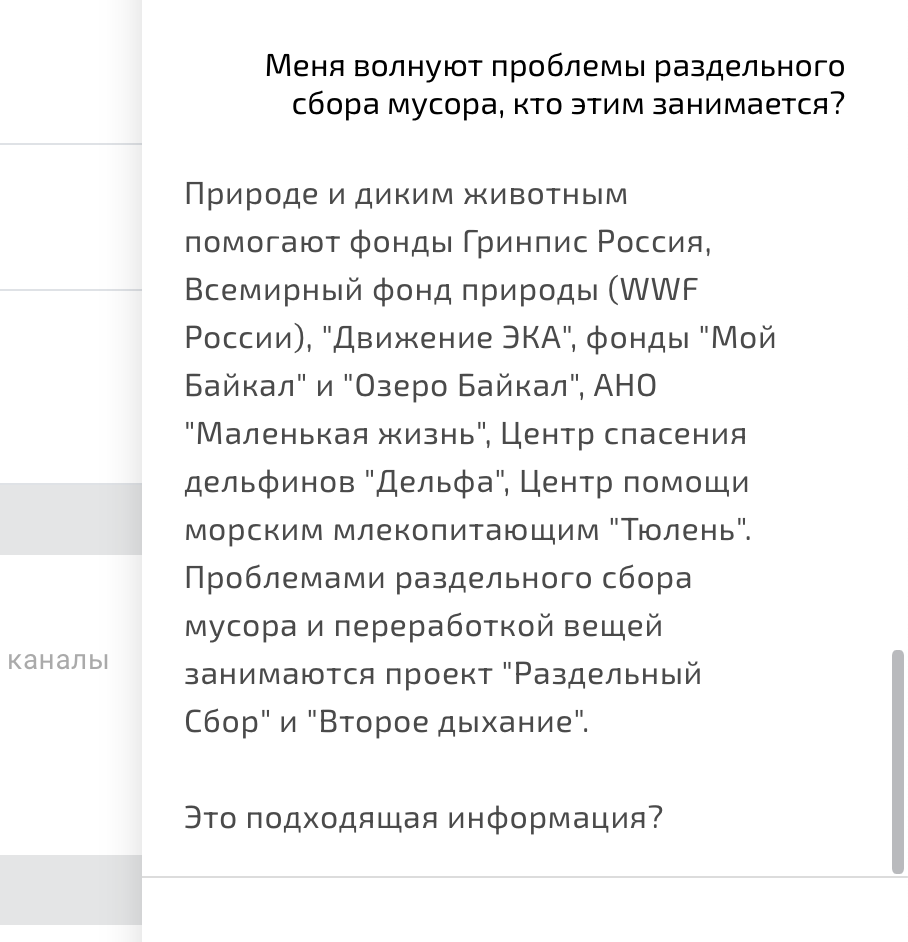 Меня волнуют проблемы раздельного
сбора мусора, кто этим занимается?
Природе и диким животным
помогают фонды Гринпис Россия,
Всемирный фонд природы (WWF
России), "Движение ЭКА", фонды "Мой
Байкал" и "Озеро Байкал", АНО
"Маленькая жизнь", Центр спасения
дельфинов "Дельфа", Центр помощи
морским млекопитающим "Тюлень".
Проблемами раздельного сбора
мусора и переработкой вещей
занимаются проект "Раздельный
Сбор" и "Второе дыхание".
Это подходящая информация?
каналы